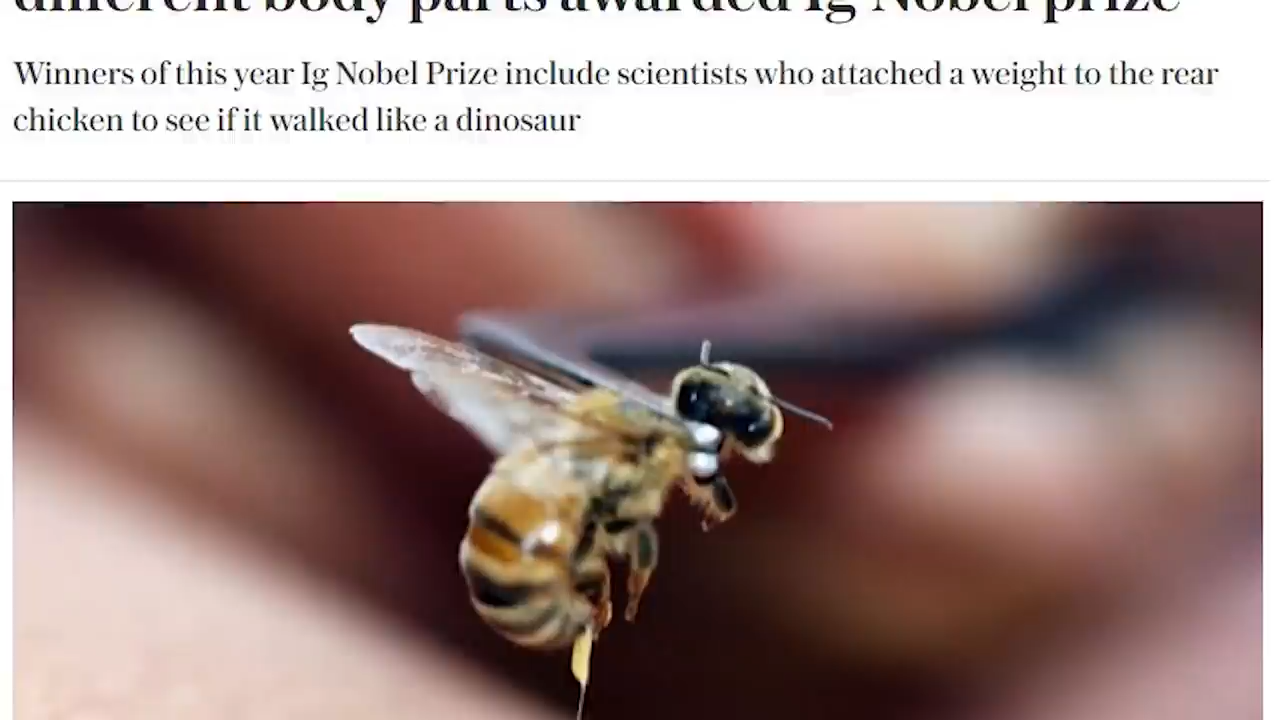 different body parts awarded Ig Nobel prize
Winners of this year Ig Nobel Prize include scientists who attached a weight to the rear
chicken to see if it walked like a dinosaur